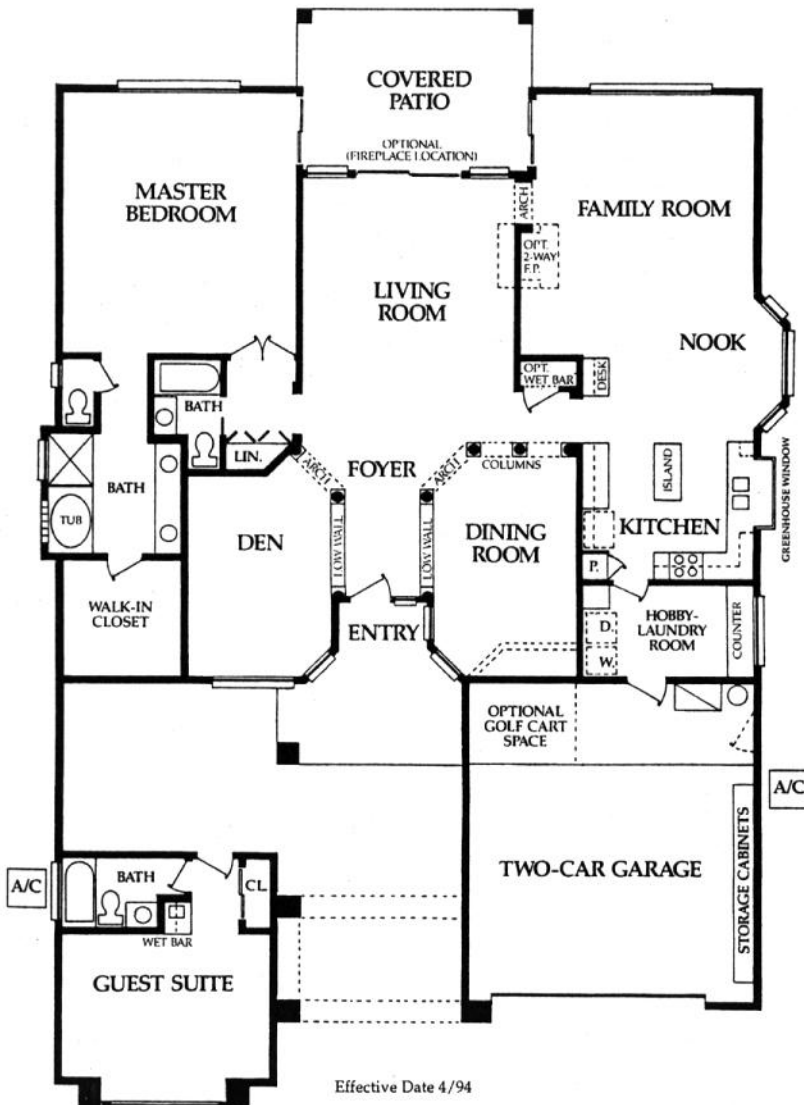 COVERED
PATIO
OPTIONAL
(FIREPLACE LOCATION)
MASTER
BEDROOM
ARCH
FAMILY ROOM
OPT.
2-WAY
F.P.
LIVING
ROOM
NOOK
OPT.
WET BAR
DESK
BATH
LIN.
ARCH
FOYER
ARCH
COLUMNS
ISLAND
GREENHOUSE WINDOW
BATH
TUB
DEN
LOW WALL
LOW WALL
DINING
ROOM
KITCHEN
P.
WALK-IN
CLOSET
ENTRY
D.
W.
HOBBY-
LAUNDRY
ROOM
COUNTER
OPTIONAL
GOLF CART
SPACE
A/C
TWO-CAR GARAGE
STORAGE CABINETS
A/C
BATH
CL.
WET BAR
GUEST SUITE
Effective Date 4/94